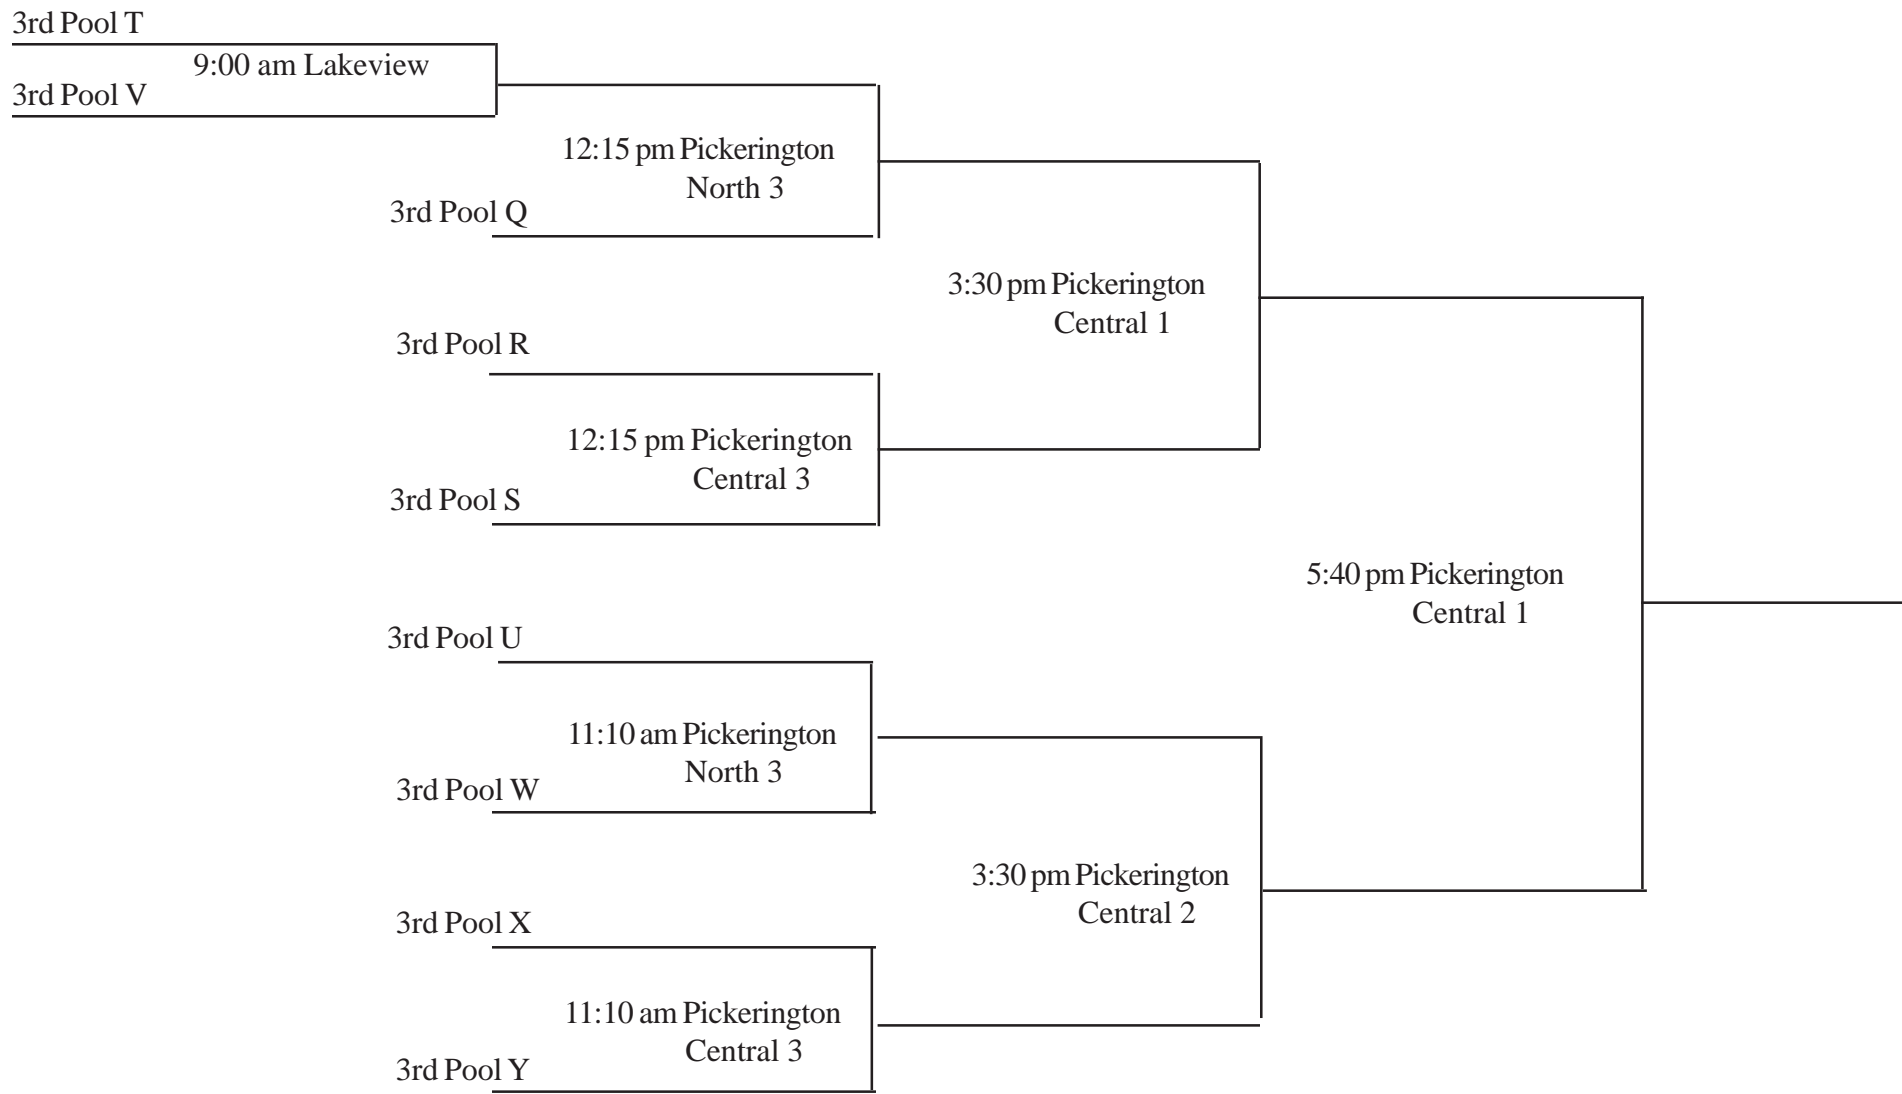 3rd Pool T
9:00 am Lakeview
3rd Pool V
12:15 pm Pickerington
North 3
3rd Pool Q
3:30 pm Pickerington
Central 1
3rd Pool R
12:15 pm Pickerington
Central 3
3rd Pool S
5:40 pm Pickerington
Central 1
3rd Pool U
11:10 am Pickerington
North 3
3rd Pool W
3:30 pm Pickerington
Central 2
3rd Pool X
11:10 am Pickerington
Central 3
3rd Pool Y